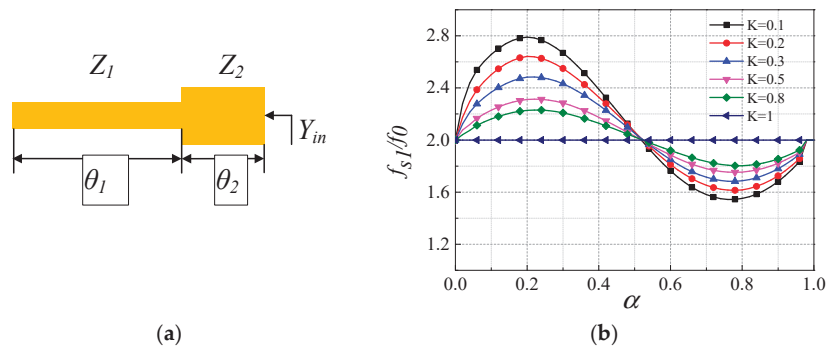 Z1 Z2
Yin
θ1 θ2
(a)
fs1/f0
2.8
2.4
2.0
1.6
1.2
0.0 0.2 0.4 0.6 0.8 1.0
α
K=0.1
K=0.2
K=0.3
K=0.5
K=0.8
K=1
(b)